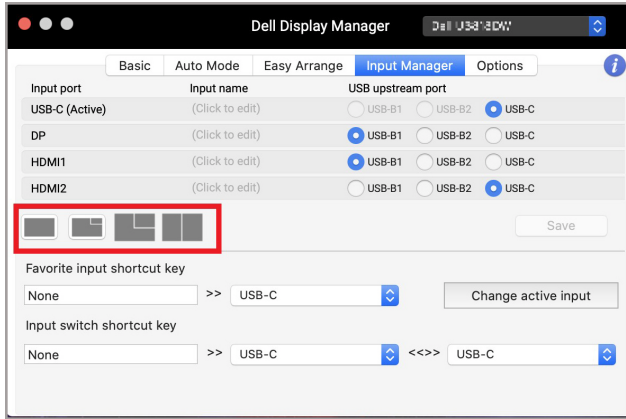 Dell Display Manager
Basic Auto Mode Easy Arrange Input Manager Options i
Input port Input name USB upstream port
USB-C (Active) (Click to edit) USB-B1 USB-B2 USB-C
DP (Click to edit) USB-B1 USB-B2 USB-C
HDMI1 (Click to edit) USB-B1 USB-B2 USB-C
HDMI2 (Click to edit) USB-B1 USB-B2 USB-C
Save
Favorite input shortcut key
None >> USB-C Change active input
Input switch shortcut key
None >> USB-C <<>> USB-C